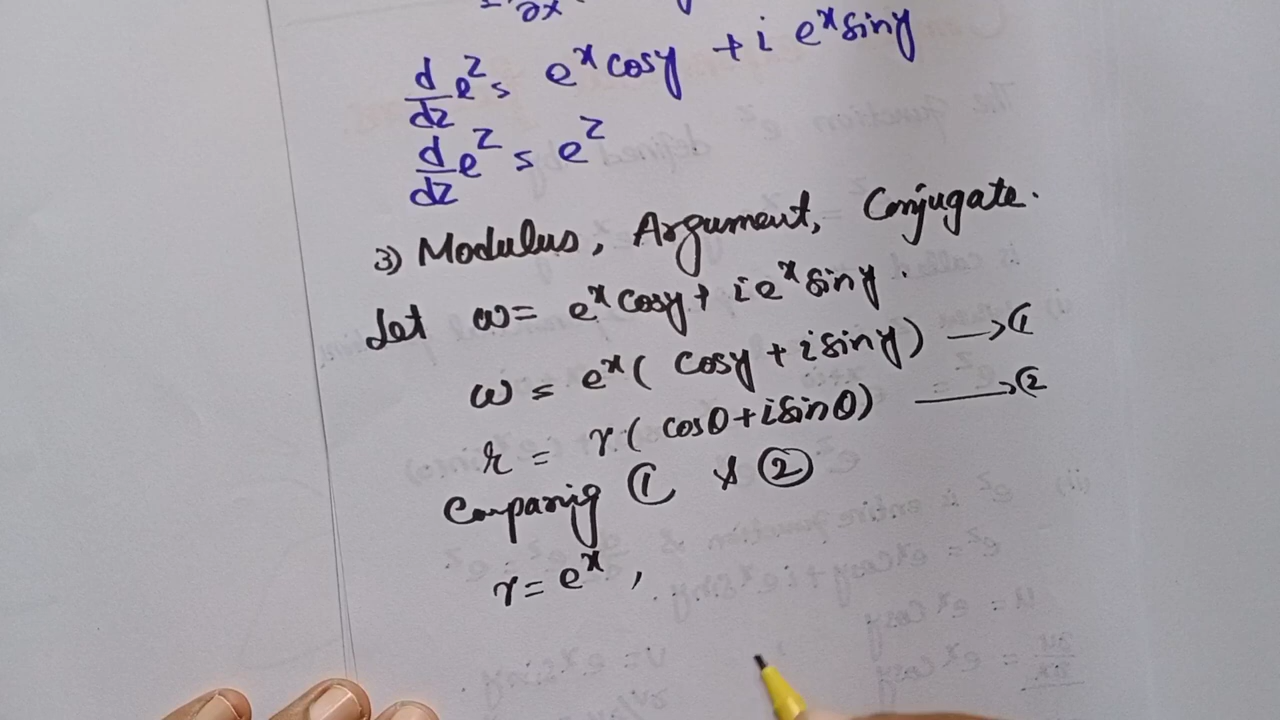 ∂x
d/dz e^z = e^x cosy + i e^x siny
d/dz e^z = e^z
3) Modulus, Argument, Conjugate.
Let ω = e^x cosy + i e^x siny.
ω = e^x ( cosy + i siny ) → (1
r = r ( cosθ + i sinθ ) → (2
Comparig ① & ②
r = e^x ,